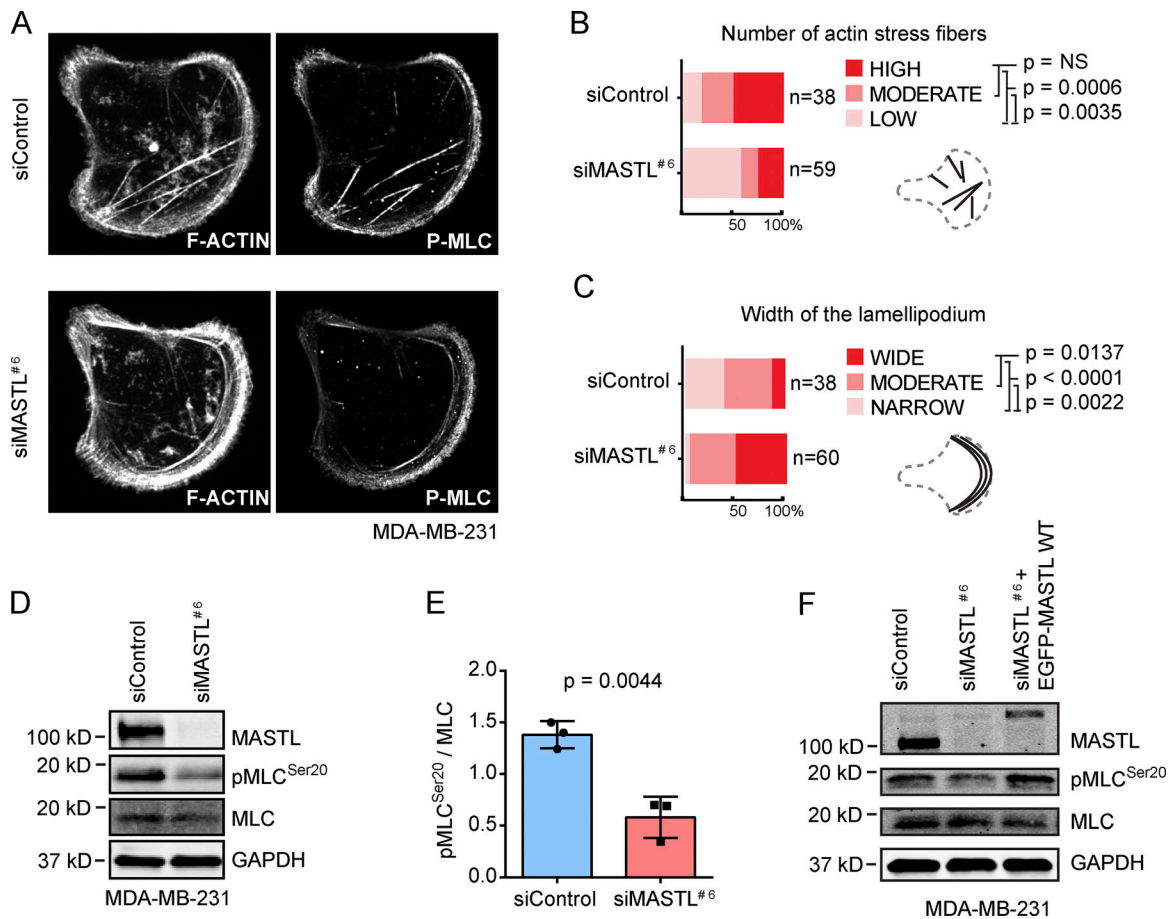 A
siControl
F-ACTIN
P-MLC
siMASTL#6
F-ACTIN
P-MLC
MDA-MB-231
B
Number of actin stress fibers
siControl
n=38
siMASTL#6
n=59
50
100%
HIGH
MODERATE
LOW
p = NS
p = 0.0006
p = 0.0035
C
Width of the lamellipodium
siControl
n=38
siMASTL#6
n=60
50
100%
WIDE
MODERATE
NARROW
p = 0.0137
p < 0.0001
p = 0.0022
D
siControl
siMASTL#6
100 kD
MASTL
20 kD
pMLCSer20
20 kD
MLC
37 kD
GAPDH
MDA-MB-231
E
pMLCSer20 / MLC
2.0
1.5
1.0
0.5
0.0
p = 0.0044
siControl
siMASTL#6
F
siControl
siMASTL#6
siMASTL#6 +
EGFP-MASTL WT
100 kD
MASTL
20 kD
pMLCSer20
20 kD
MLC
37 kD
GAPDH
MDA-MB-231